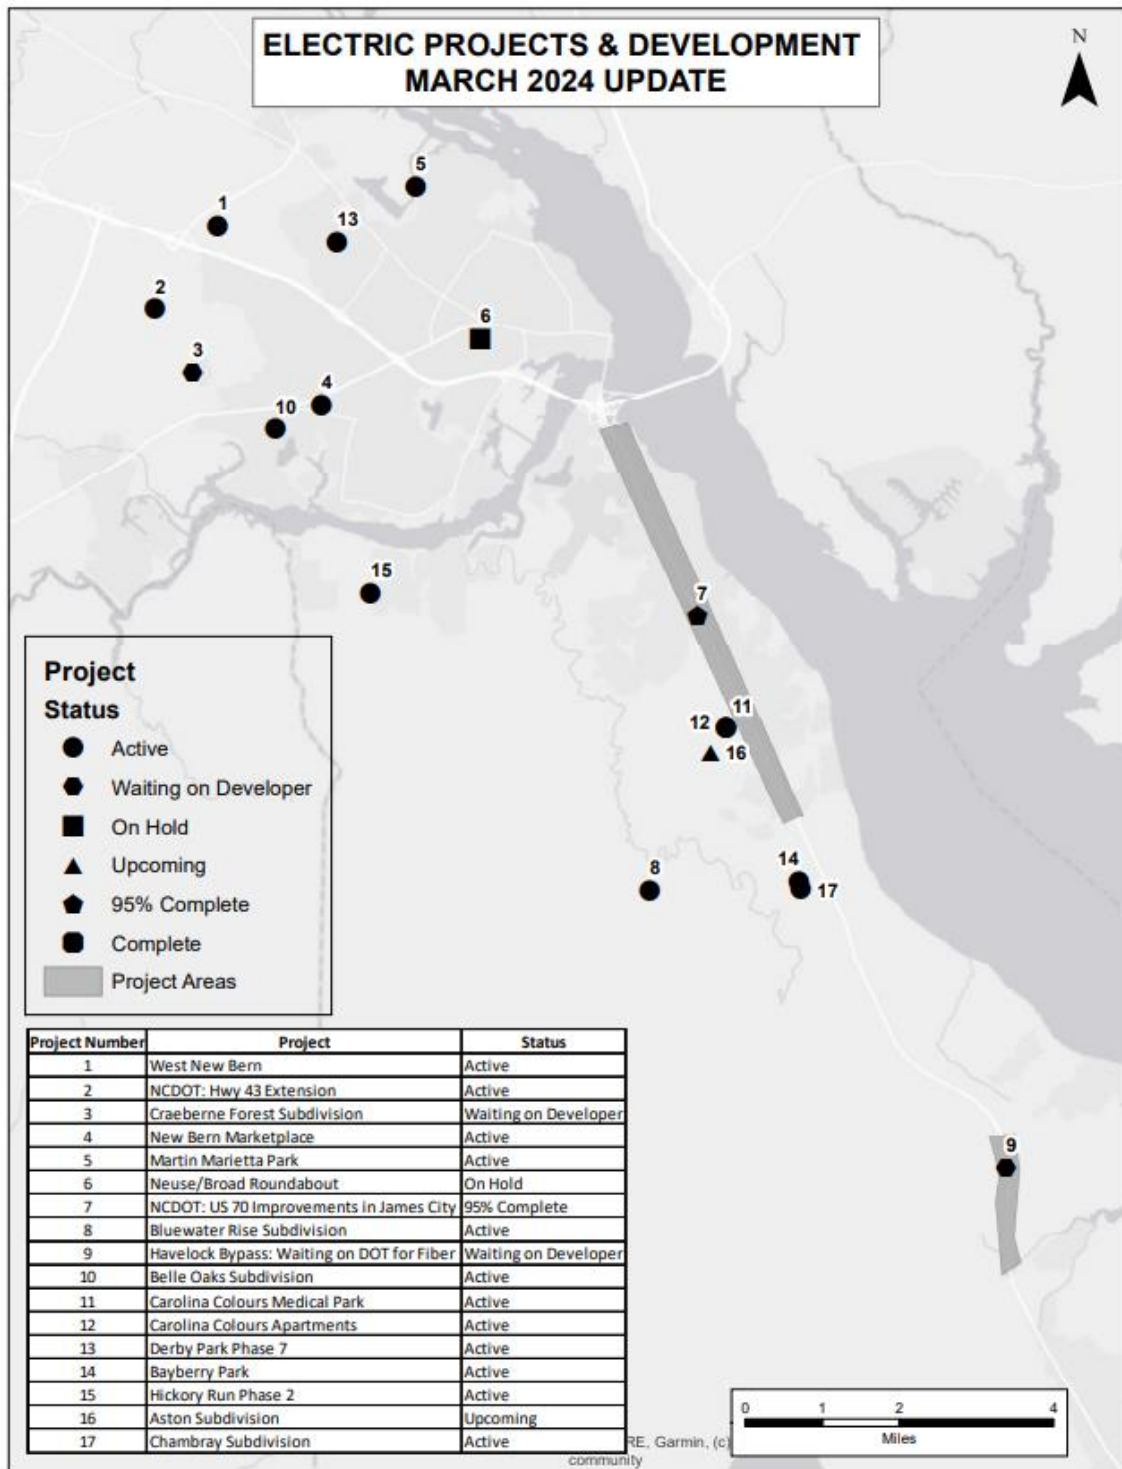 ELECTRIC PROJECTS & DEVELOPMENT
MARCH 2024 UPDATE
N
5
1
13
2
6
3
4
10
15
7
11
12
16
8
14
17
9
Project
Status
Active
Waiting on Developer
On Hold
Upcoming
95% Complete
Complete
Project Areas
Project Number Project Status
1 West New Bern Active
2 NCDOT: Hwy 43 Extension Active
3 Craeberne Forest Subdivision Waiting on Developer
4 New Bern Marketplace Active
5 Martin Marietta Park Active
6 Neuse/Broad Roundabout On Hold
7 NCDOT: US 70 Improvements in James City 95% Complete
8 Bluewater Rise Subdivision Active
9 Havelock Bypass: Waiting on DOT for Fiber Waiting on Developer
10 Belle Oaks Subdivision Active
11 Carolina Colours Medical Park Active
12 Carolina Colours Apartments Active
13 Derby Park Phase 7 Active
14 Bayberry Park Active
15 Hickory Run Phase 2 Active
16 Aston Subdivision Upcoming
17 Chambray Subdivision Active
0 1 2 4
Miles
RE, Garmin, (c)
community